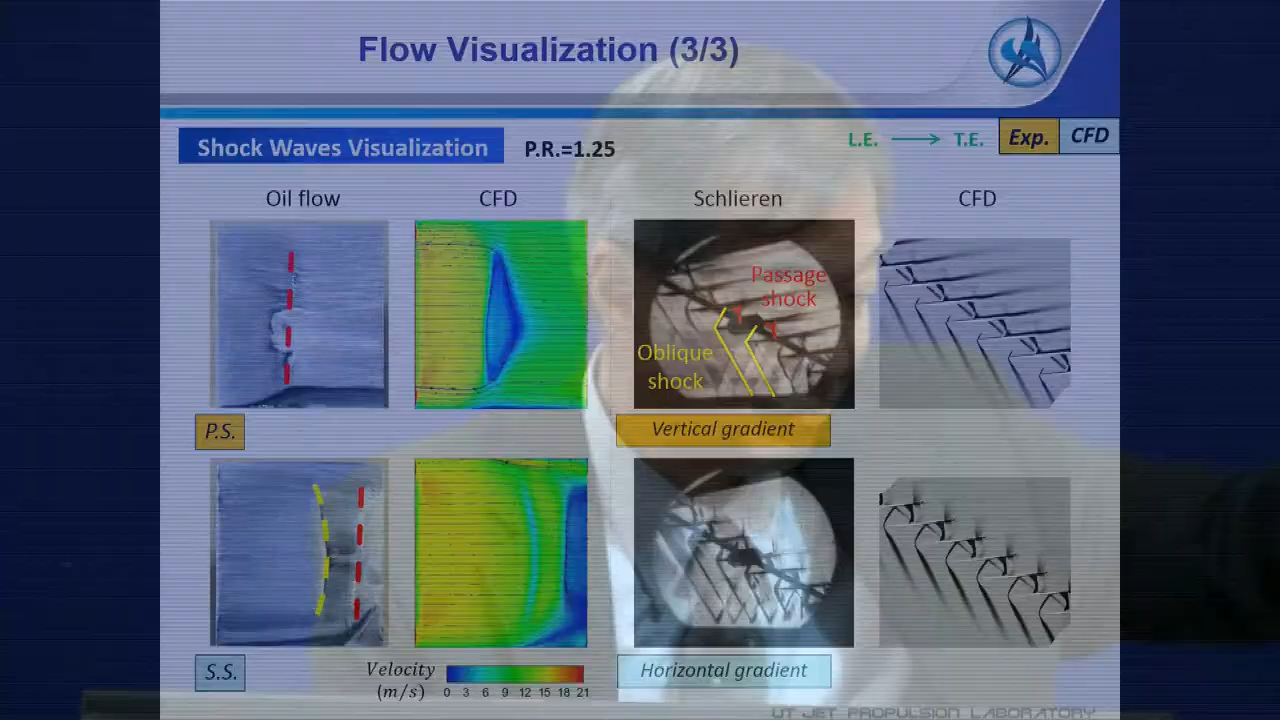 Flow Visualization (3/3)
Shock Waves Visualization
P.R.=1.25
L.E. → T.E.
Exp.
CFD
Oil flow
CFD
Schlieren
CFD
Passage
shock
Oblique
shock
P.S.
Vertical gradient
S.S.
Velocity
(m/s)
0 3 6 9 12 15 18 21
Horizontal gradient
UT JET PROPULSION LABORATORY